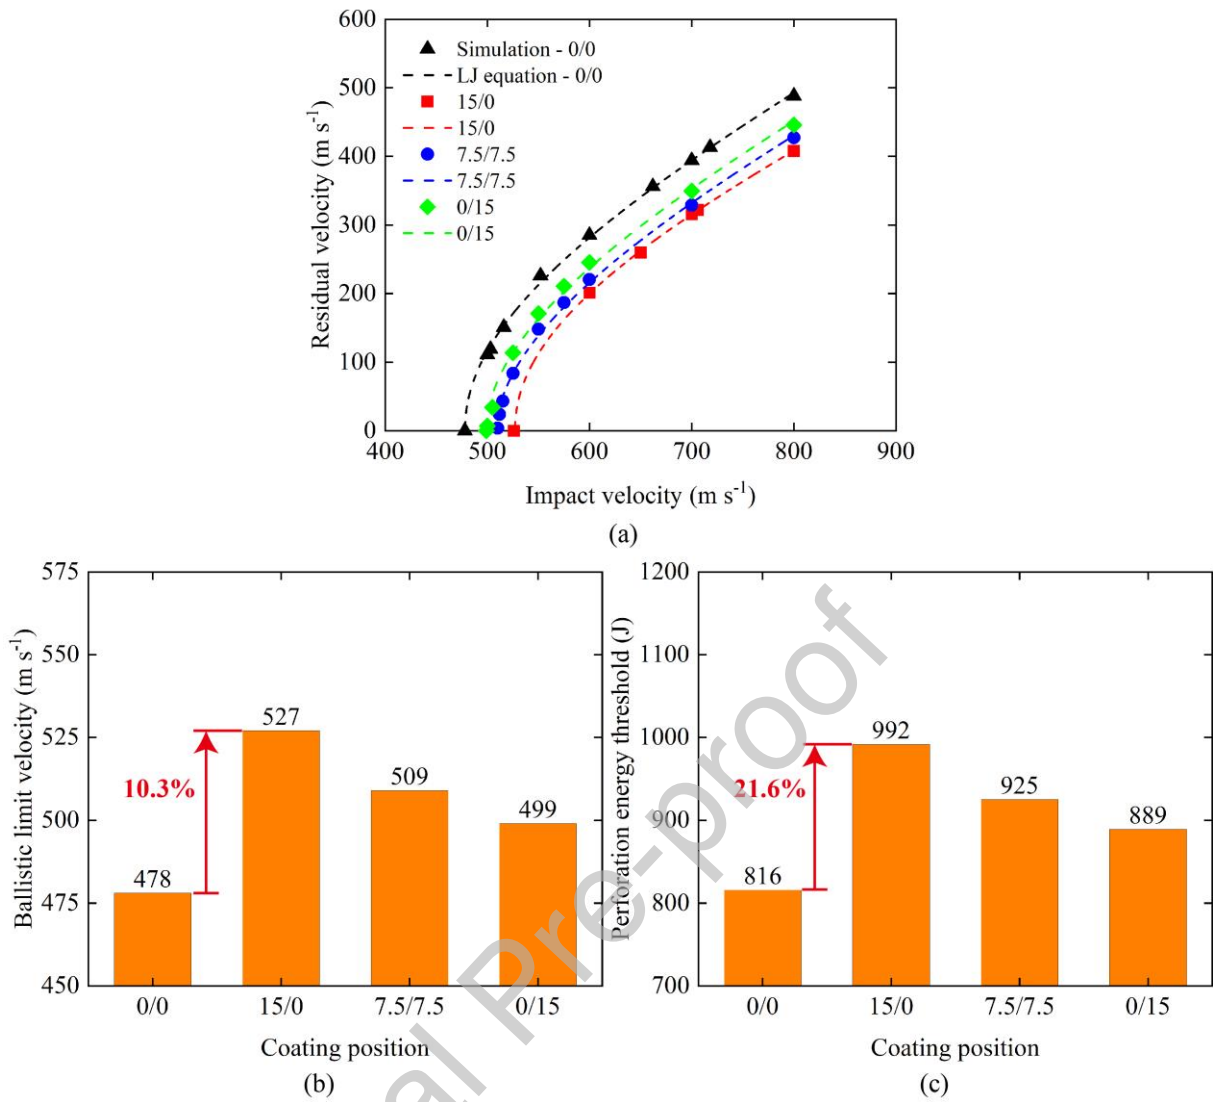 600
500
400
300
200
100
0
Residual velocity (m s⁻¹)
Simulation - 0/0
LJ equation - 0/0
15/0
15/0
7.5/7.5
7.5/7.5
0/15
0/15
400 500 600 700 800 900
Impact velocity (m s⁻¹)
(a)
575
550
525
500
475
450
Ballistic limit velocity (m s⁻¹)
10.3%
478
527
509
499
0/0 15/0 7.5/7.5 0/15
Coating position
(b)
1200
1100
1000
900
800
700
Perforation energy threshold (J)
21.6%
816
992
925
889
0/0 15/0 7.5/7.5 0/15
Coating position
(c)
al Pre-proof